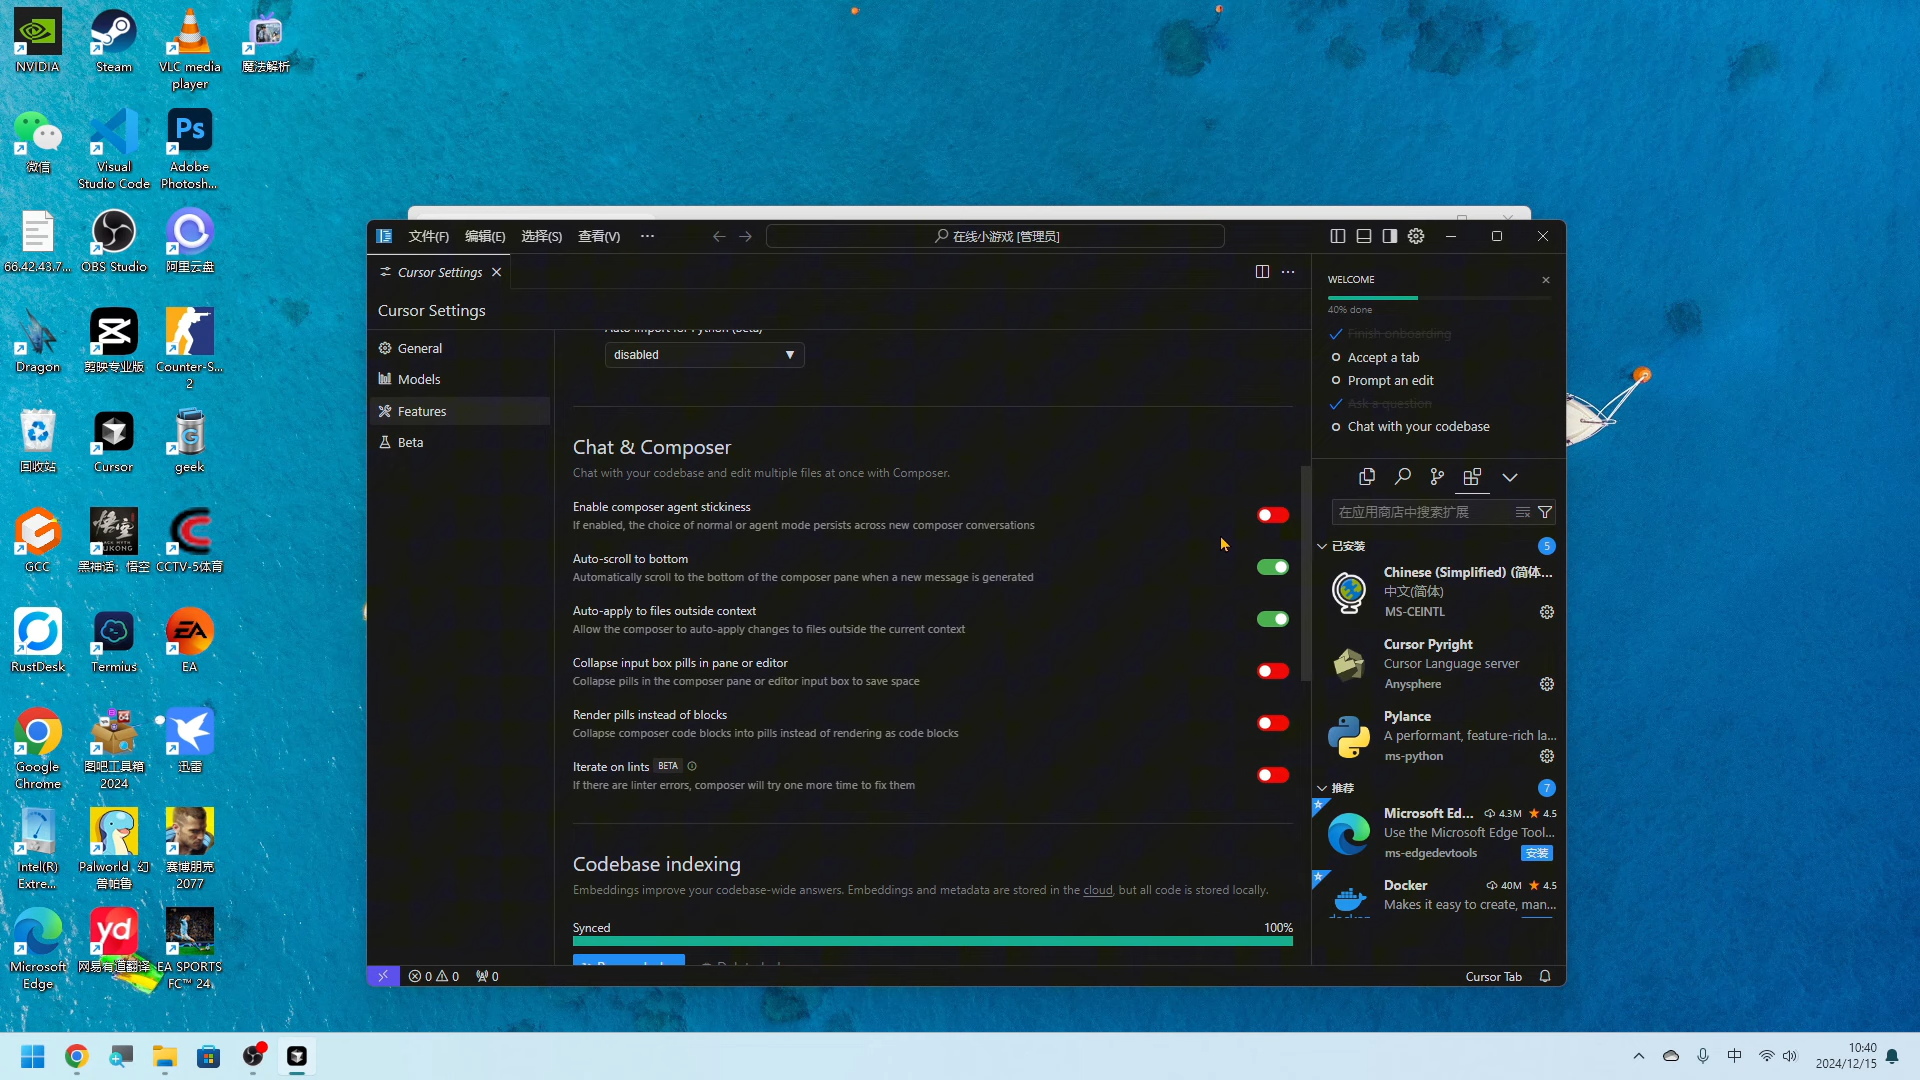 NVIDIA
Steam
VLC media
player
魔法解析
微信
Visual
Studio Code
Adobe
Photosh...
66.42.43.7...
OBS Studio
阿里云盘
Dragon
剪映专业版
Counter-S...
2
回收站
Cursor
geek
GCC
黑神话：悟空
CCTV-5体育
RustDesk
Termius
EA
Google
Chrome
图吧工具箱
2024
迅雷
Intel(R)
Extre...
Palworld / 幻
兽帕鲁
赛博朋克
2077
Microsoft
Edge
网易有道翻译
EA SPORTS
FC™ 24
文件(F)
编辑(E)
选择(S)
查看(V)
在线小游戏 [管理员]
Cursor Settings
Cursor Settings
General
Models
Features
Beta
Auto import for Python (beta)
disabled
Chat & Composer
Chat with your codebase and edit multiple files at once with Composer.
Enable composer agent stickiness
If enabled, the choice of normal or agent mode persists across new composer conversations
Auto-scroll to bottom
Automatically scroll to the bottom of the composer pane when a new message is generated
Auto-apply to files outside context
Allow the composer to auto-apply changes to files outside the current context
Collapse input box pills in pane or editor
Collapse pills in the composer pane or editor input box to save space
Render pills instead of blocks
Collapse composer code blocks into pills instead of rendering as code blocks
Iterate on lints BETA
If there are linter errors, composer will try one more time to fix them
Codebase indexing
Embeddings improve your codebase-wide answers. Embeddings and metadata are stored in the cloud, but all code is stored locally.
Synced
100%
WELCOME
40% done
Finish onboarding
Accept a tab
Prompt an edit
Ask a question
Chat with your codebase
在应用商店中搜索扩展
已安装
5
Chinese (Simplified) (简体...
中文(简体)
MS-CEINTL
Cursor Pyright
Cursor Language server
Anysphere
Pylance
A performant, feature-rich la...
ms-python
推荐
7
Microsoft Ed... 4.3M 4.5
Use the Microsoft Edge Tool...
ms-edgedevtools
安装
Docker 40M 4.5
Makes it easy to create, man...
0 0 0
Cursor Tab
中
10:40
2024/12/15